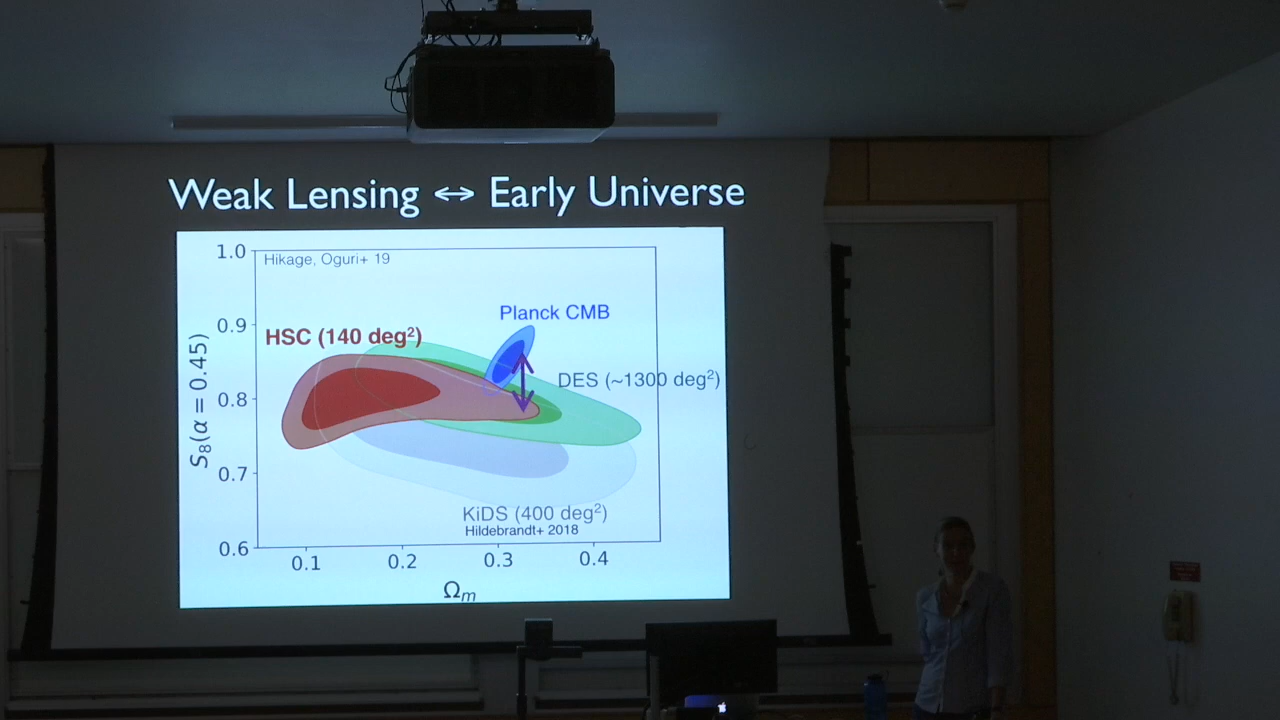 Weak Lensing ↔ Early Universe
1.0
Hikage, Oguri+ 19
Planck CMB
0.9
HSC (140 deg²)
DES (~1300 deg²)
0.8
S₈(α = 0.45)
0.7
KiDS (400 deg²)
Hildebrandt+ 2018
0.6
0.1 0.2 0.3 0.4
Ωₘ